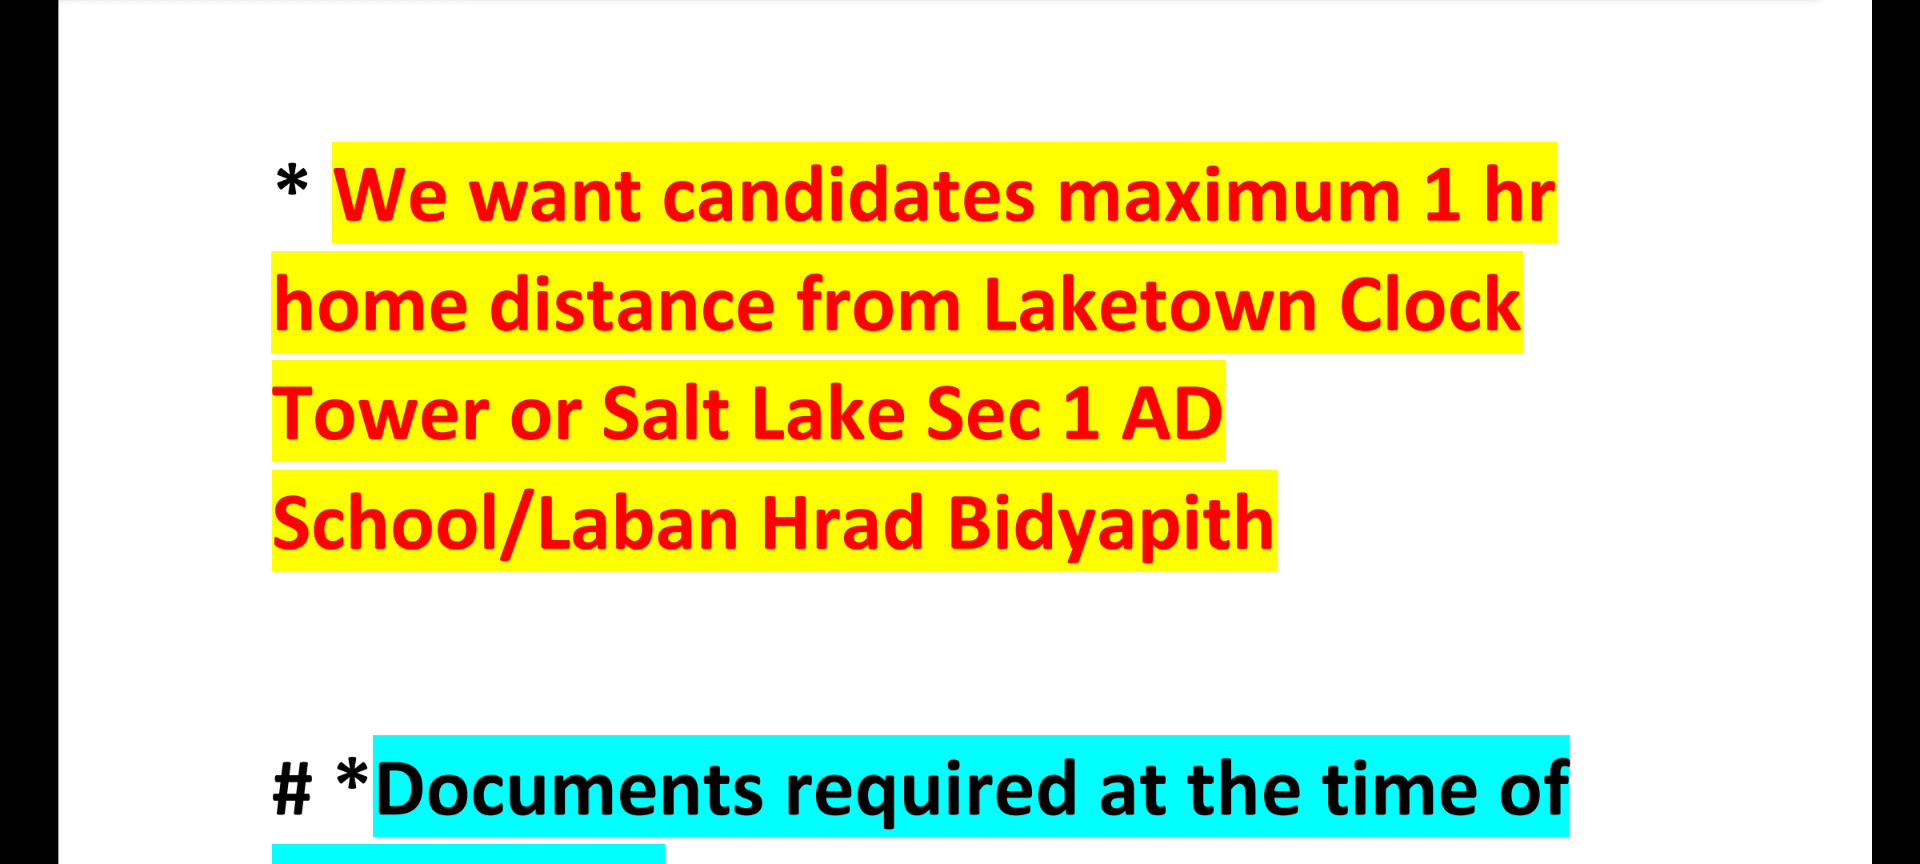 * We want candidates maximum 1 hr
home distance from Laketown Clock
Tower or Salt Lake Sec 1 AD
School/Laban Hrad Bidyapith
# *Documents required at the time of